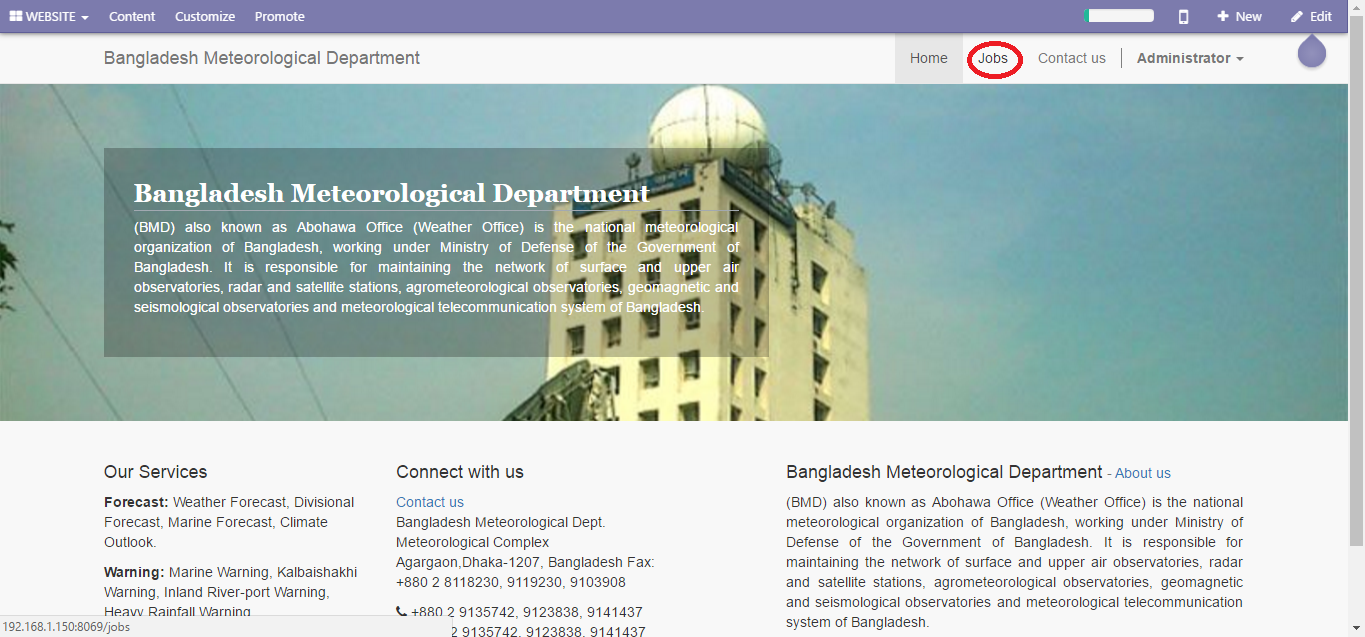 WEBSITE Content Customize Promote New Edit
Bangladesh Meteorological Department Home Jobs Contact us Administrator
Bangladesh Meteorological Department
(BMD) also known as Abohawa Office (Weather Office) is the national meteorological
organization of Bangladesh, working under Ministry of Defense of the Government of
Bangladesh. It is responsible for maintaining the network of surface and upper air
observatories, radar and satellite stations, agrometeorological observatories, geomagnetic and
seismological observatories and meteorological telecommunication system of Bangladesh.
Our Services
Forecast: Weather Forecast, Divisional
Forecast, Marine Forecast, Climate
Outlook.
Warning: Marine Warning, Kalbaishakhi
Warning, Inland River-port Warning,
Heavy Rainfall Warning
Connect with us
Contact us
Bangladesh Meteorological Dept.
Meteorological Complex
Agargaon,Dhaka-1207, Bangladesh Fax:
+880 2 8118230, 9119230, 9103908
+880 2 9135742, 9123838, 9141437
2 9135742, 9123838, 9141437
Bangladesh Meteorological Department - About us
(BMD) also known as Abohawa Office (Weather Office) is the national
meteorological organization of Bangladesh, working under Ministry of
Defense of the Government of Bangladesh. It is responsible for
maintaining the network of surface and upper air observatories, radar
and satellite stations, agrometeorological observatories, geomagnetic
and seismological observatories and meteorological telecommunication
system of Bangladesh.
192.168.1.150:8069/jobs